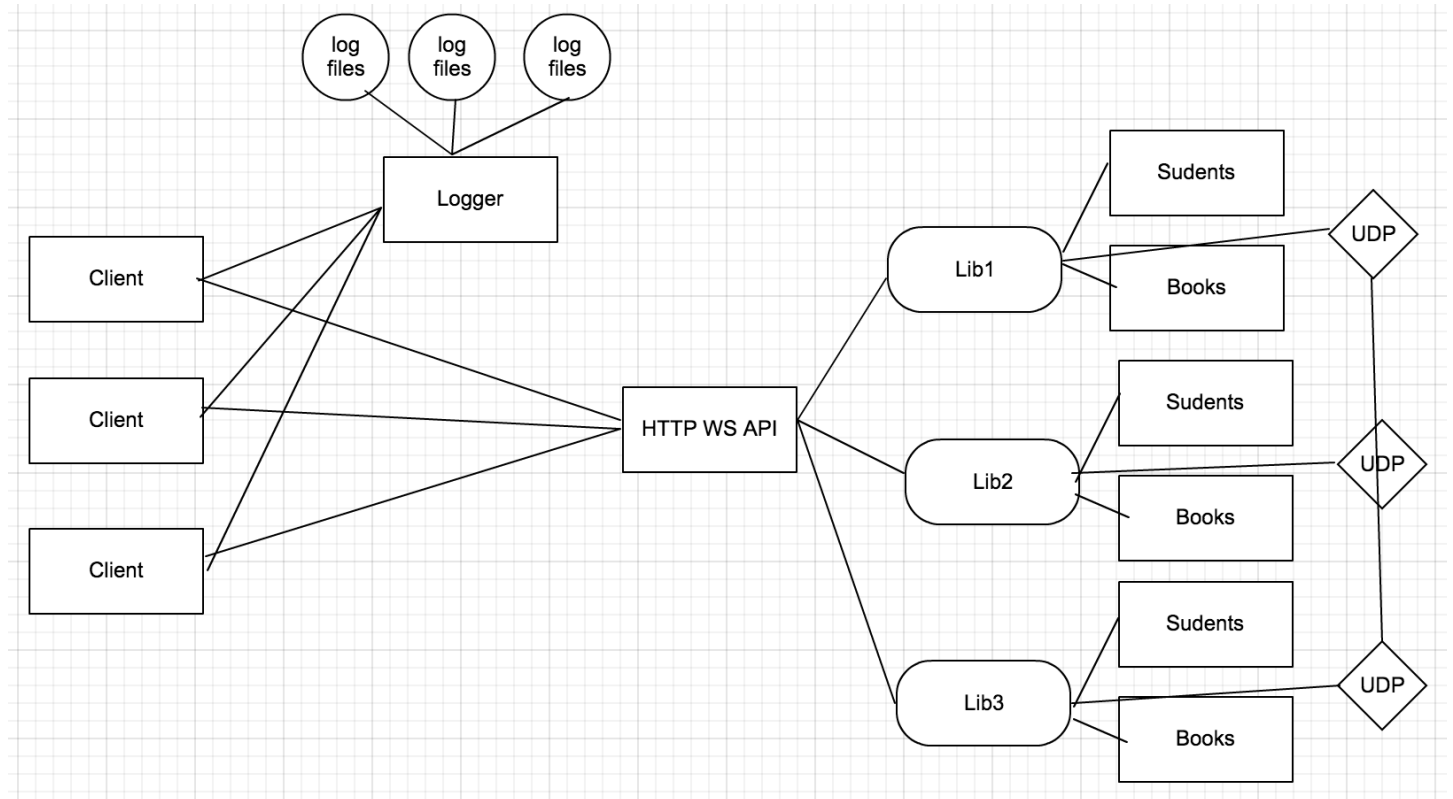 log
files
log
files
log
files
Logger
Client
Client
Client
HTTP WS API
Lib1
Sudents
Books
UDP
Lib2
Sudents
Books
UDP
Lib3
Sudents
Books
UDP